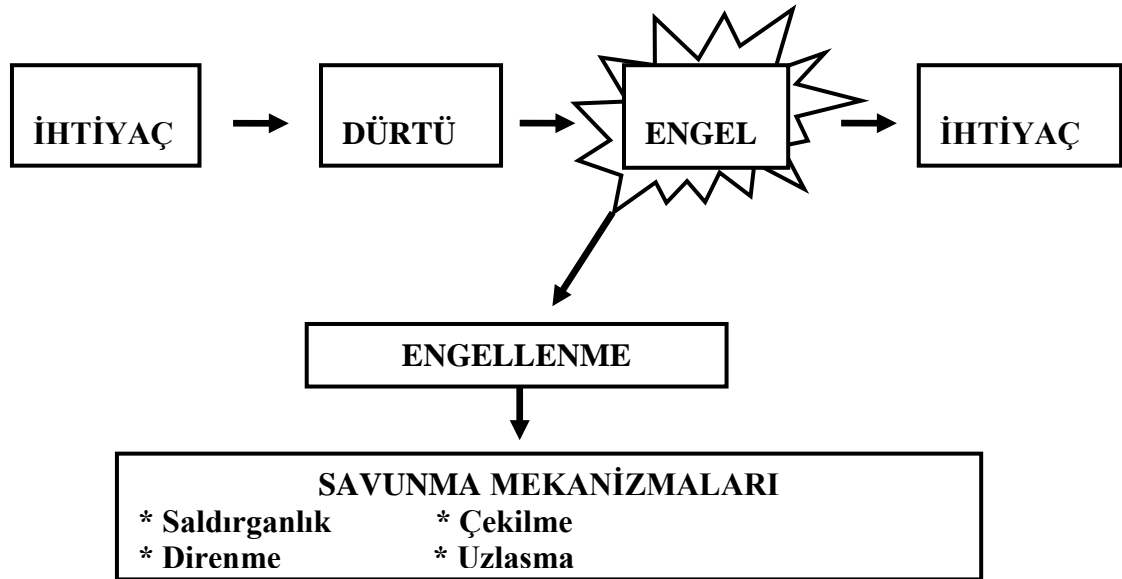 İHTİYAÇ
DÜRTÜ
ENGEL
İHTİYAÇ
ENGELLENME
SAVUNMA MEKANİZMALARI
* Saldırganlık * Çekilme
* Direnme * Uzlasma